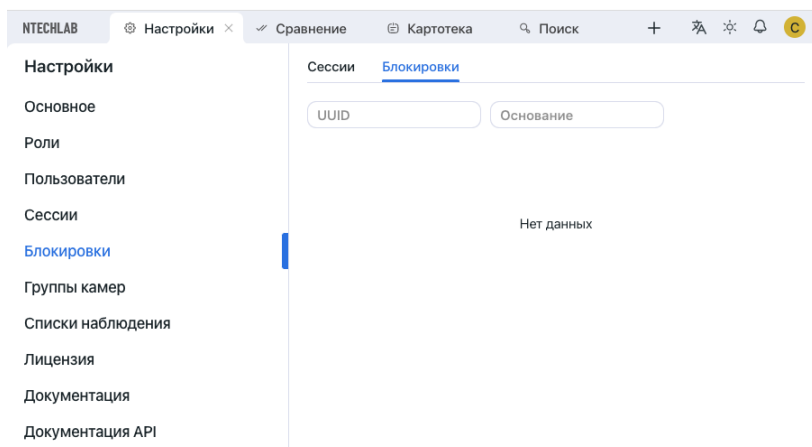 NTECHLAB
Настройки
Сравнение
Картотека
Поиск
C
Настройки
Основное
Роли
Пользователи
Сессии
Блокировки
Группы камер
Списки наблюдения
Лицензия
Документация
Документация API
Сессии
Блокировки
UUID
Основание
Нет данных